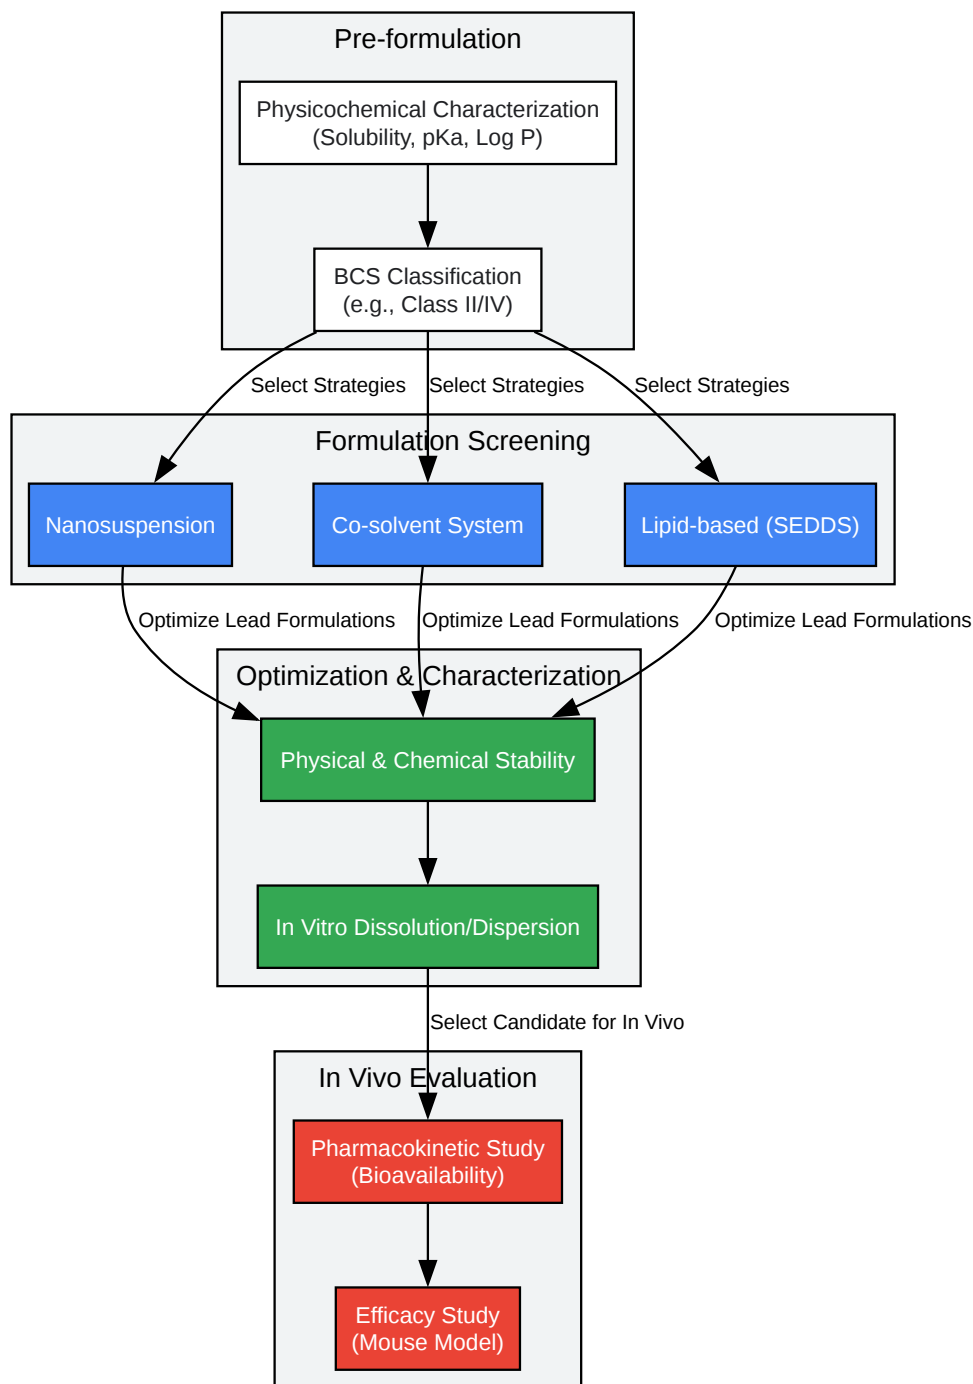 Pre-formulation
Physicochemical Characterization
(Solubility, pKa, Log P)
BCS Classification
(e.g., Class II/IV)
Select Strategies
Select Strategies
Select Strategies
Formulation Screening
Nanosuspension
Co-solvent System
Lipid-based (SEDDS)
Optimize Lead Formulations
Optimize Lead Formulations
Optimize Lead Formulations
Optimization & Characterization
Physical & Chemical Stability
In Vitro Dissolution/Dispersion
Select Candidate for In Vivo
In Vivo Evaluation
Pharmacokinetic Study
(Bioavailability)
Efficacy Study
(Mouse Model)